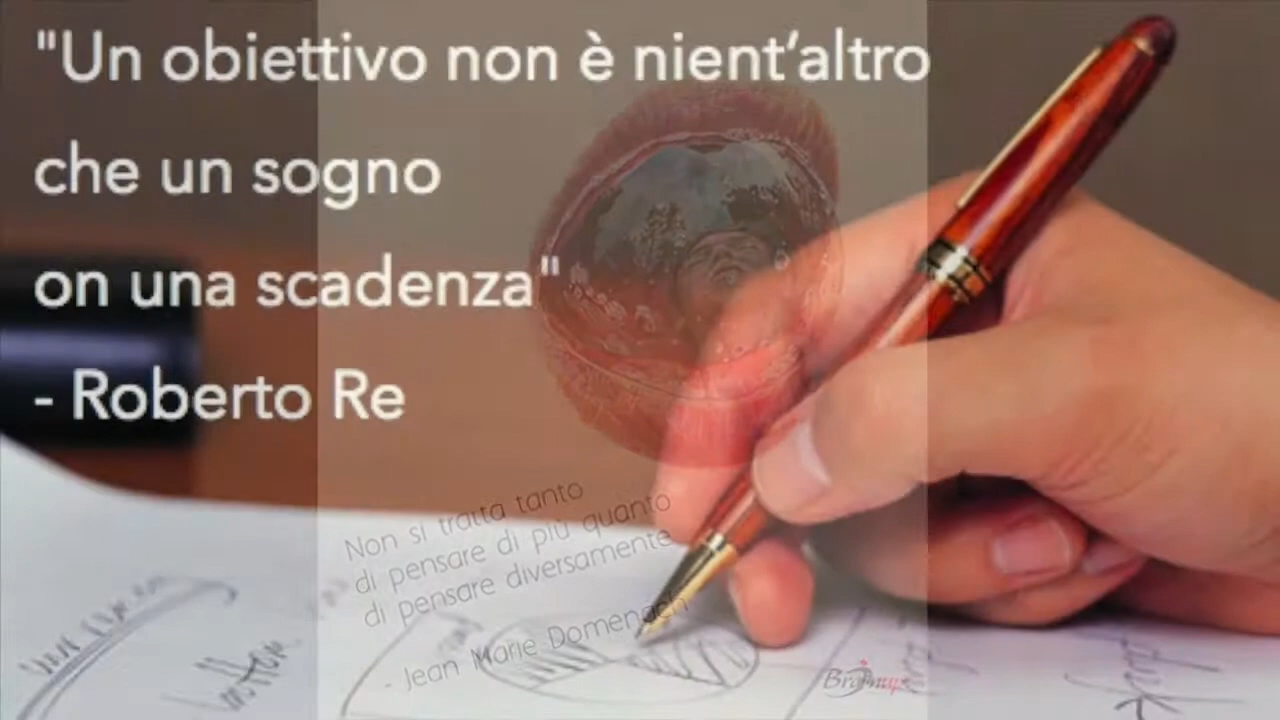 "Un obiettivo non è nient'altro
che un sogno
on una scadenza"
- Roberto Re
Non si tratta tanto
di pensare di più quanto
di pensare diversamente
- Jean Marie Domenach
Brainup